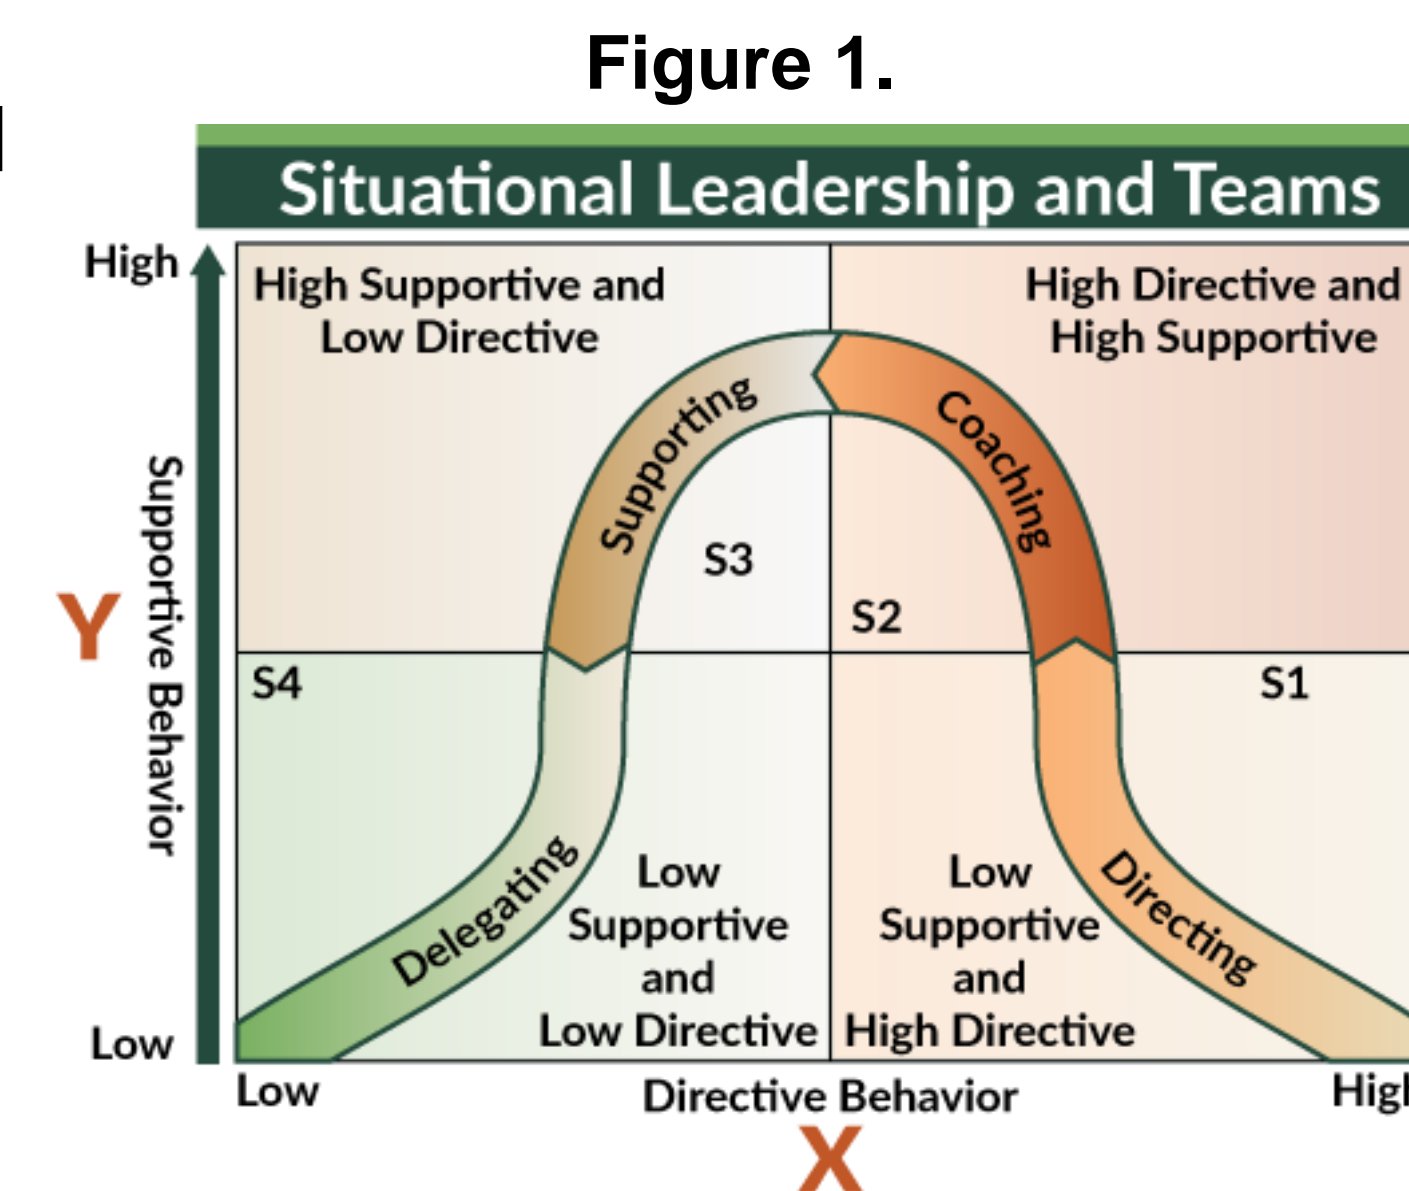 Figure 1.
Situational Leadership and Teams
High
High Supportive and
Low Directive
High Directive and
High Supportive
Supporting
Coaching
S3
S2
Supportive Behavior
Y
S4
S1
Delegating
Directing
Low
Supportive
and
Low Directive
Low
Supportive
and
High Directive
Low
Low
Directive Behavior
High
X